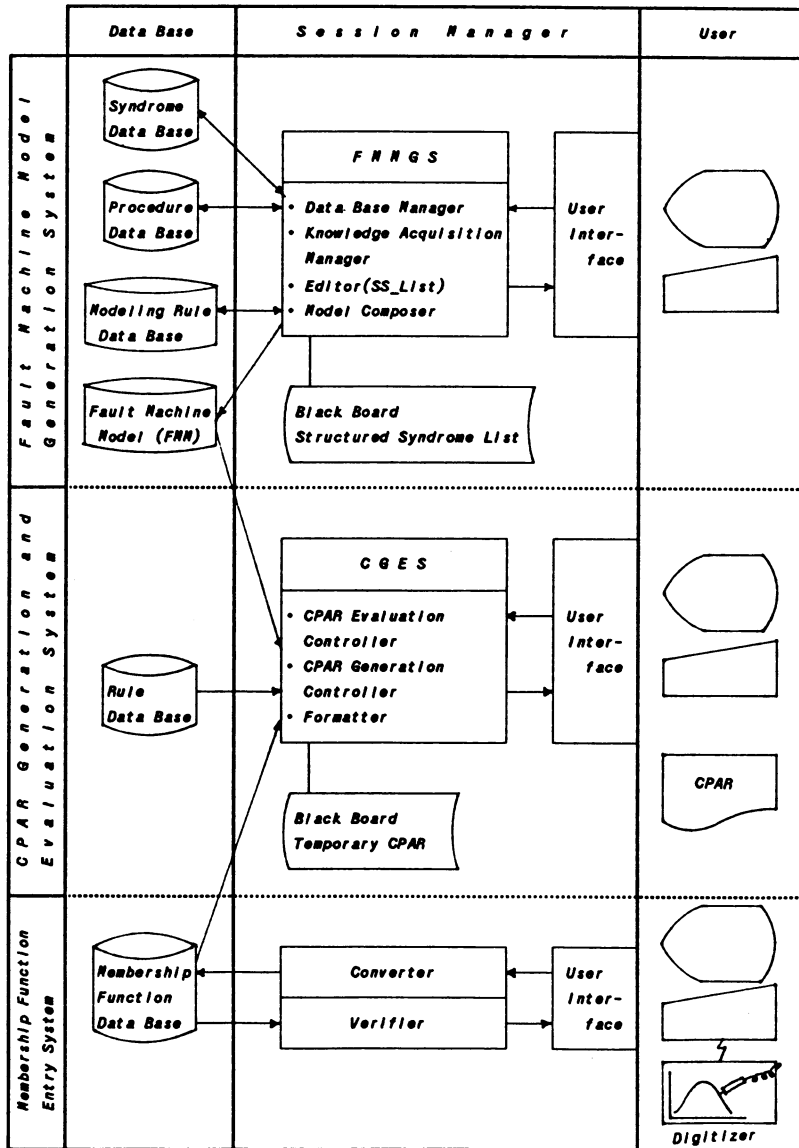 Data Base
Session Manager
User
Fault Machine Model
Generation System
Syndrome
Data Base
Procedure
Data Base
Modeling Rule
Data Base
Fault Machine
Model (FMM)
FMMGS
• Data Base Manager
• Knowledge Acquisition
Manager
• Editor(SS_List)
• Model Composer
User
Inter-
face
Black Board
Structured Syndrome List
CPAR Generation and
Evaluation System
Rule
Data Base
CGES
• CPAR Evaluation
Controller
• CPAR Generation
Controller
• Formatter
User
Inter-
face
Black Board
Temporary CPAR
CPAR
Membership Function
Entry System
Membership
Function
Data Base
Converter
Verifier
User
Inter-
face
Digitizer